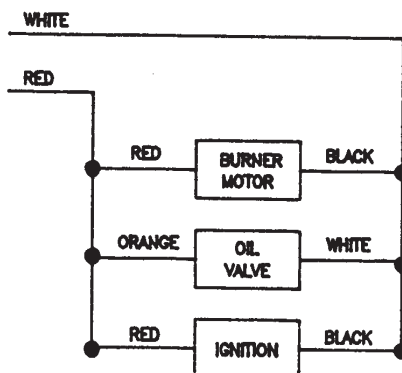 WHITE
RED
RED
BURNER
MOTOR
BLACK
ORANGE
OIL
VALVE
WHITE
RED
IGNITION
BLACK